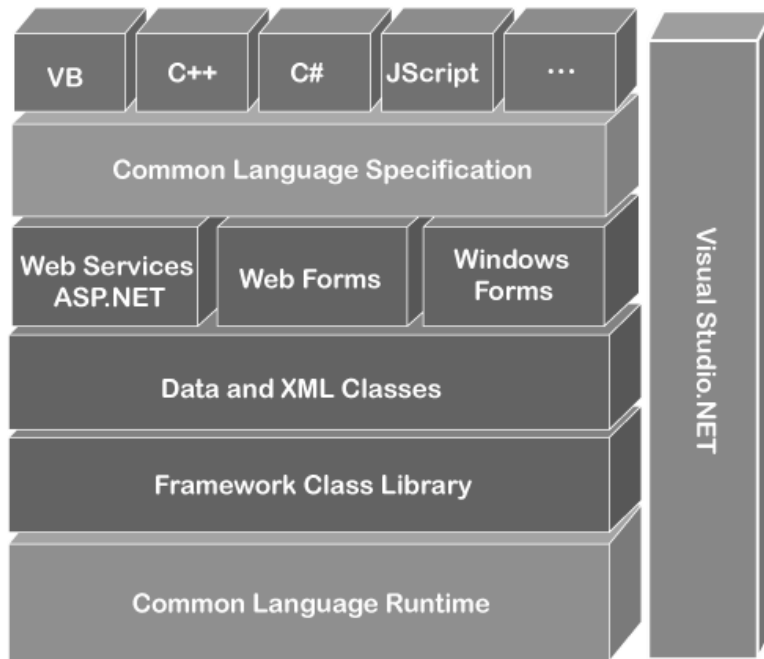 VB
C++
C#
JScript
...
Common Language Specification
Web Services
ASP.NET
Web Forms
Windows
Forms
Data and XML Classes
Framework Class Library
Common Language Runtime
Visual Studio.NET